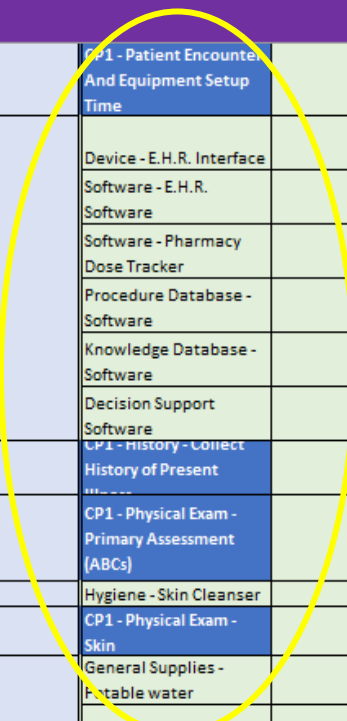 CP1 - Patient Encounter
And Equipment Setup
Time
Device - E.H.R. Interface
Software - E.H.R.
Software
Software - Pharmacy
Dose Tracker
Procedure Database -
Software
Knowledge Database -
Software
Decision Support
Software
CP1 - History - Collect
History of Present
Illness
CP1 - Physical Exam -
Primary Assessment
(ABCs)
Hygiene - Skin Cleanser
CP1 - Physical Exam -
Skin
General Supplies -
Potable water